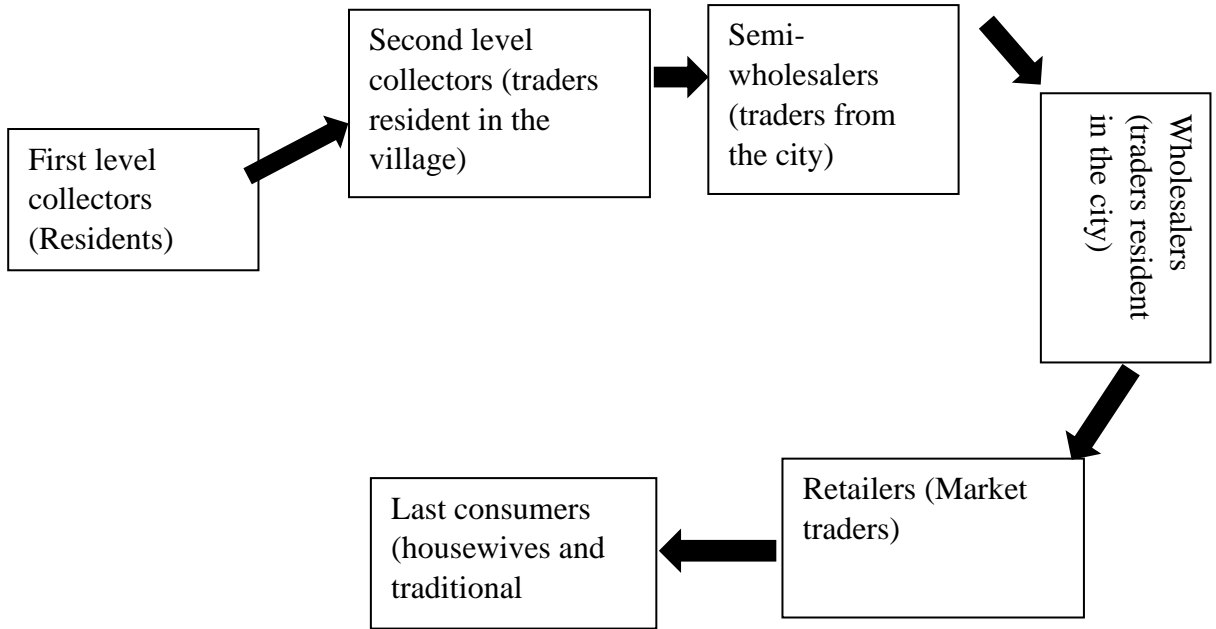 First level
collectors
(Residents)
Second level
collectors (traders
resident in the
village)
Semi-
wholesalers
(traders from
the city)
Wholesalers
(traders resident
in the city)
Retailers (Market
traders)
Last consumers
(housewives and
traditional